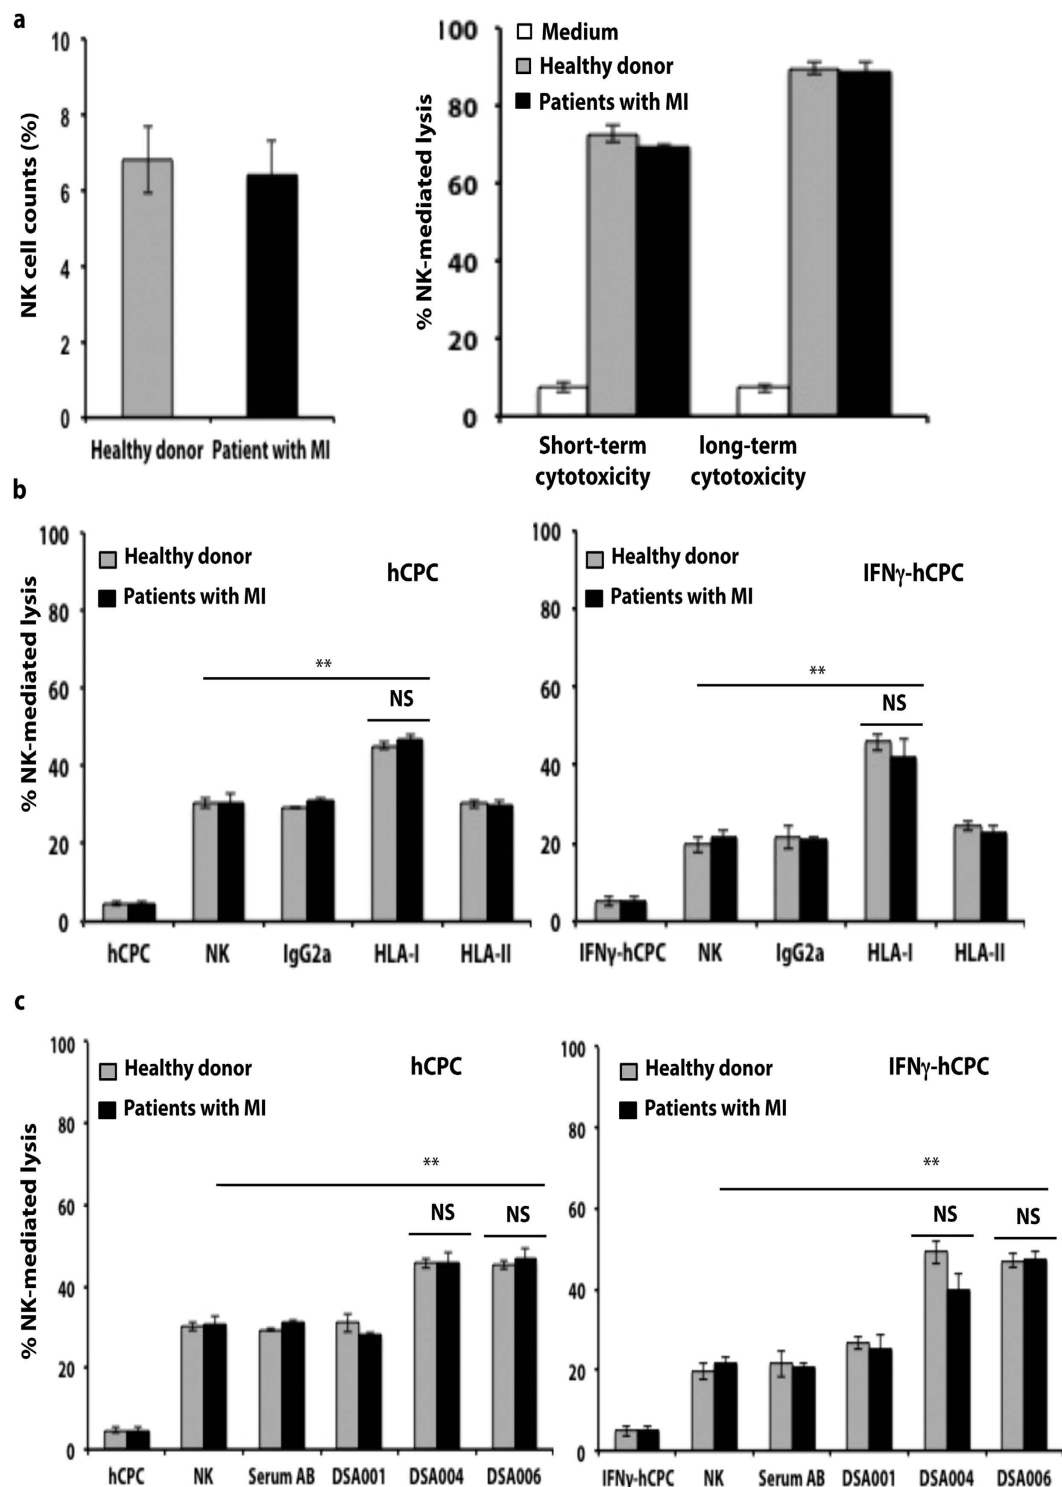 a
10
8
6
4
2
0
NK cell counts (%)
Healthy donor Patient with MI
100
80
60
40
20
0
% NK-mediated lysis
Medium
Healthy donor
Patients with MI
Short-term
cytotoxicity
long-term
cytotoxicity
b
100
80
60
40
20
0
% NK-mediated lysis
Healthy donor
Patients with MI
hCPC
**
NS
hCPC NK IgG2a HLA-I HLA-II
100
80
60
40
20
0
Healthy donor
Patients with MI
IFNγ-hCPC
**
NS
IFNγ-hCPC NK IgG2a HLA-I HLA-II
c
100
80
60
40
20
0
% NK-mediated lysis
Healthy donor
Patients with MI
hCPC
**
NS NS
hCPC NK Serum AB DSA001 DSA004 DSA006
100
80
60
40
20
0
Healthy donor
Patients with MI
IFNγ-hCPC
**
NS NS
IFNγ-hCPC NK Serum AB DSA001 DSA004 DSA006